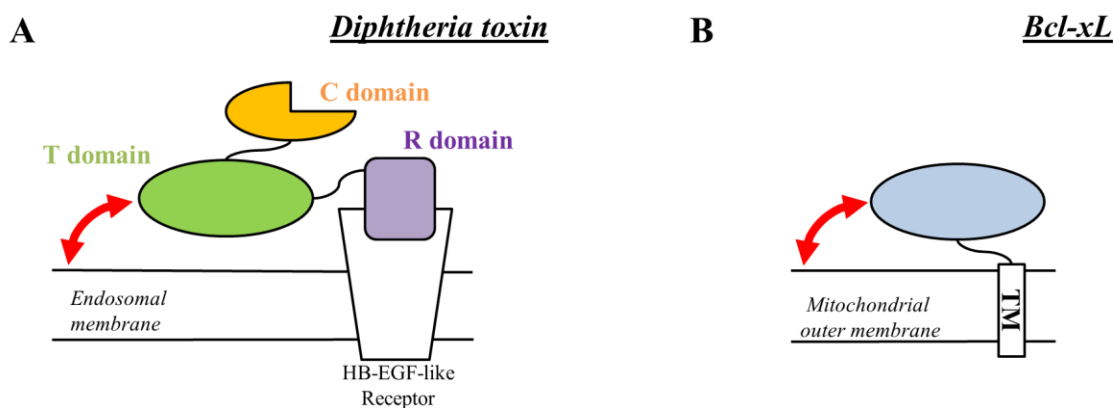 A
Diphtheria toxin
C domain
R domain
T domain
Endosomal
membrane
HB-EGF-like
Receptor
B
Bcl-xL
Mitochondrial
outer membrane
TM